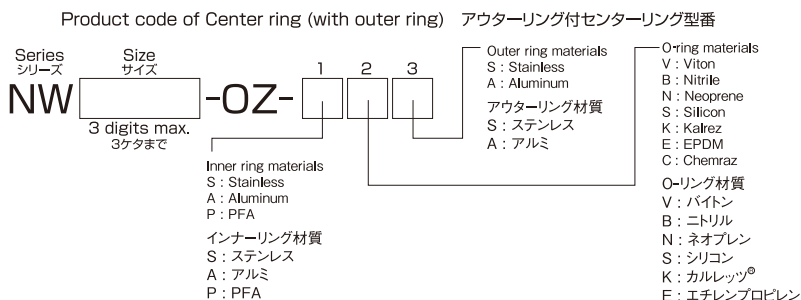 Product code of Center ring (with outer ring) アウターリング付センターリング型番
Series
シリーズ
Size
サイズ
NW -OZ- 1 2 3
3 digits max.
3ケタまで
Inner ring materials
S : Stainless
A : Aluminum
P : PFA
インナーリング材質
S : ステンレス
A : アルミ
P : PFA
Outer ring materials
S : Stainless
A : Aluminum
アウターリング材質
S : ステンレス
A : アルミ
O-ring materials
V : Viton
B : Nitrile
N : Neoprene
S : Silicon
K : Kalrez
E : EPDM
C : Chemraz
O-リング材質
V : バイトン
B : ニトリル
N : ネオプレン
S : シリコン
K : カルレッツ®
E : エチレンプロピレン